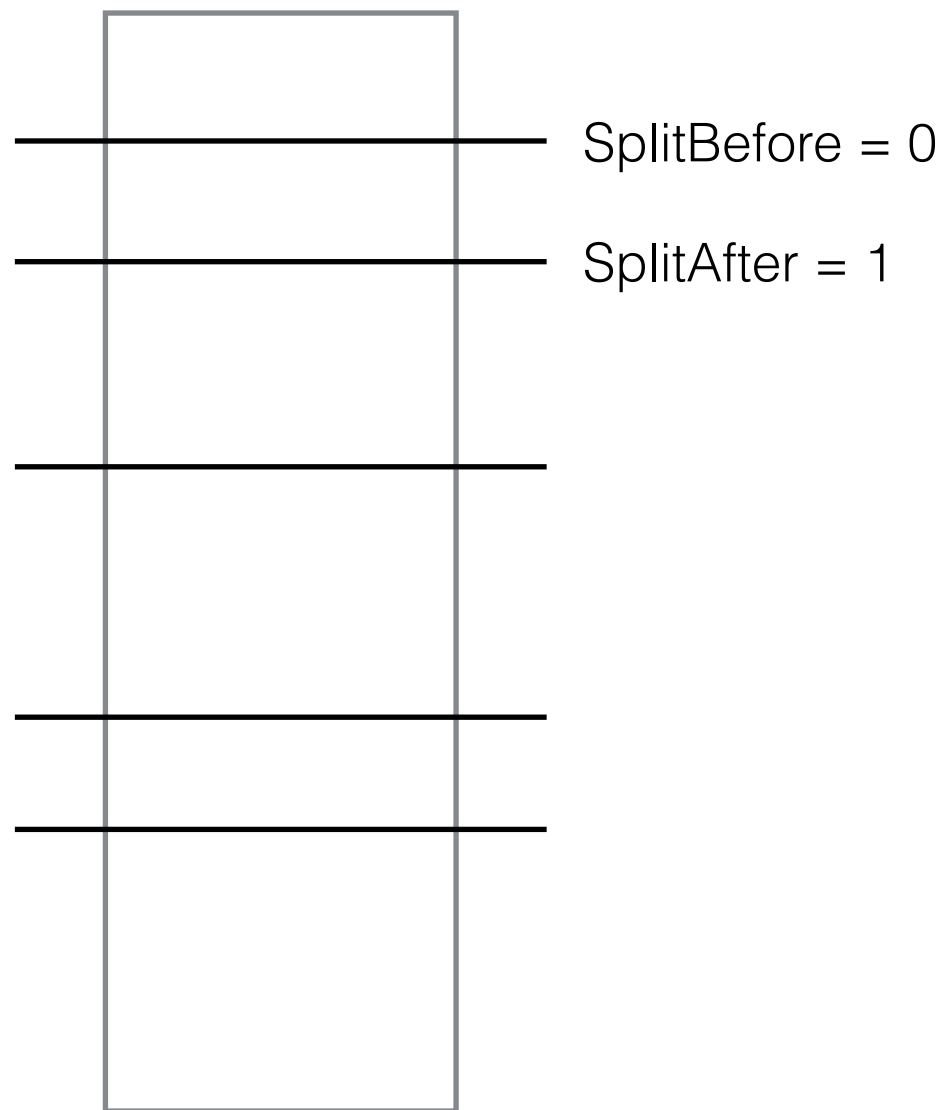 SplitBefore = 0
SplitAfter = 1